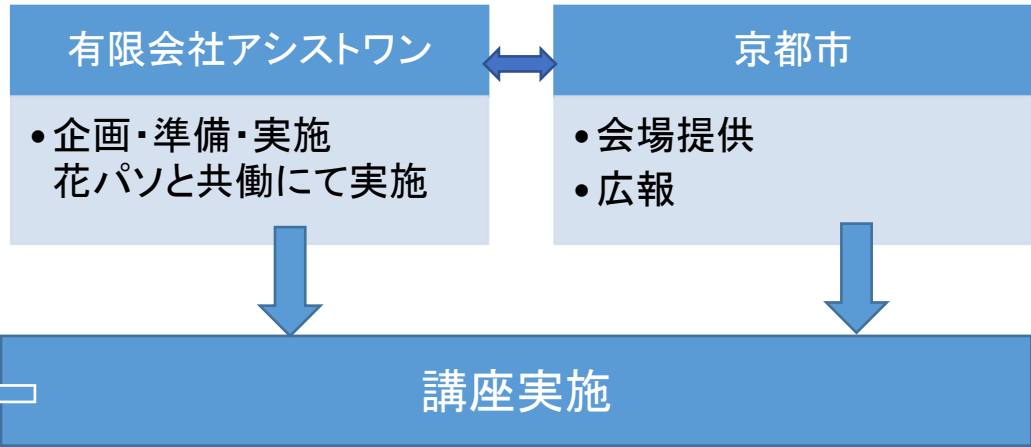 有限会社アシストワン
京都市
•企画・準備・実施
花パソと共働にて実施
•会場提供
•広報
講座実施